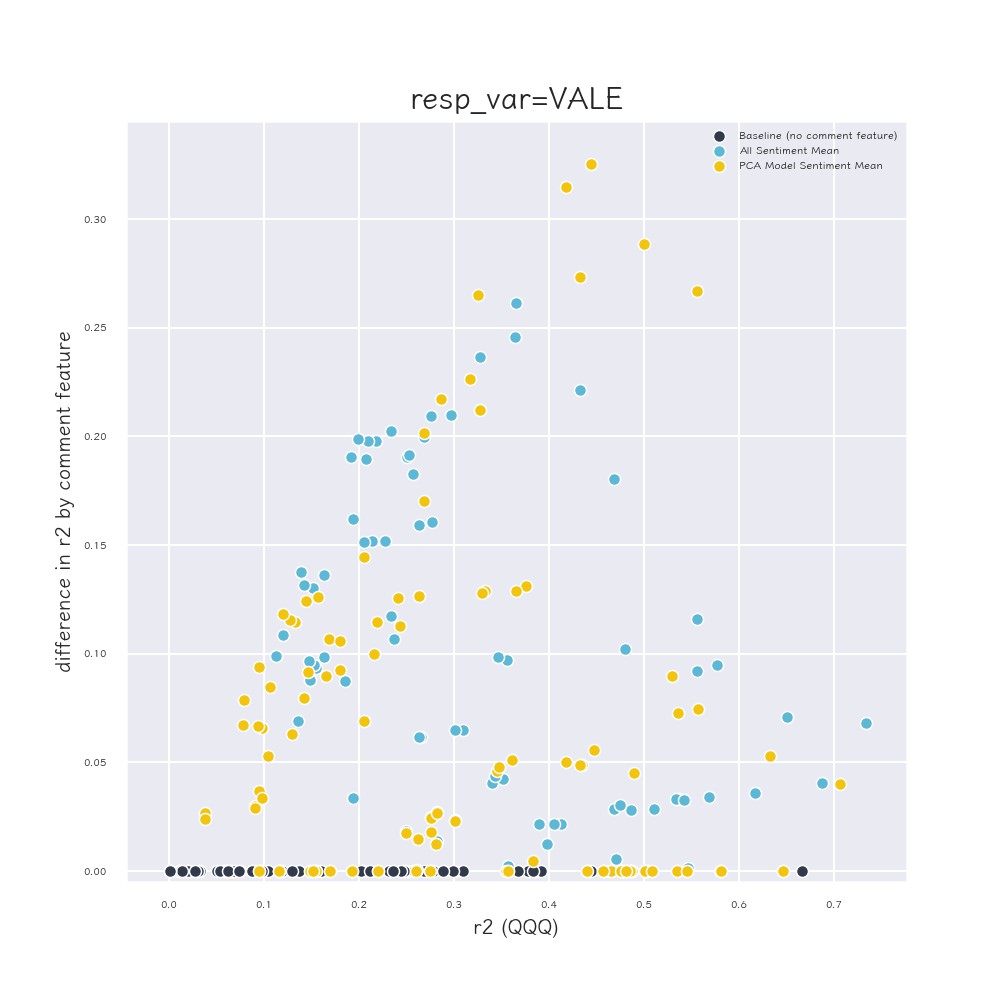 resp_var=VALE
Baseline (no comment feature)
All Sentiment Mean
PCA Model Sentiment Mean
difference in r2 by comment feature
0.30
0.25
0.20
0.15
0.10
0.05
0.00
0.0 0.1 0.2 0.3 0.4 0.5 0.6 0.7
r2 (QQQ)